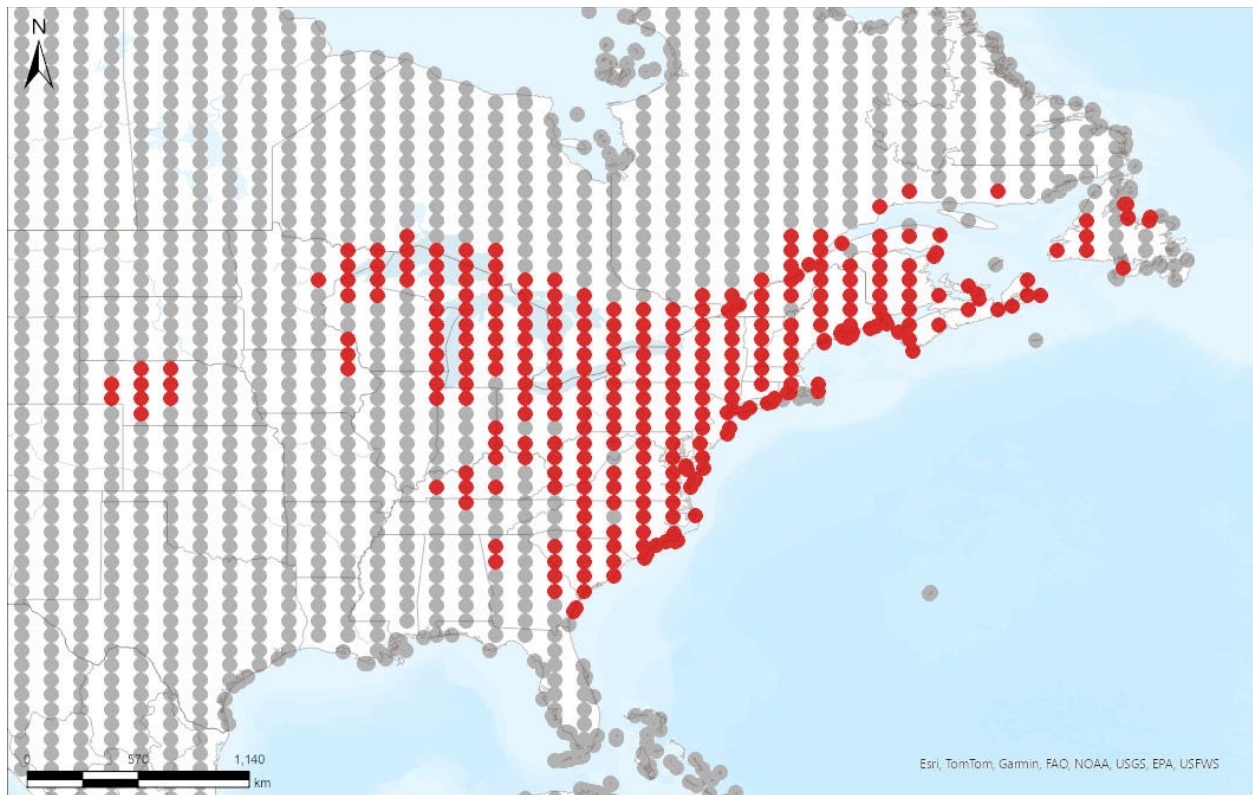 N
0 570 1,140
km
Esri, TomTom, Garmin, FAO, NOAA, USGS, EPA, USFWS